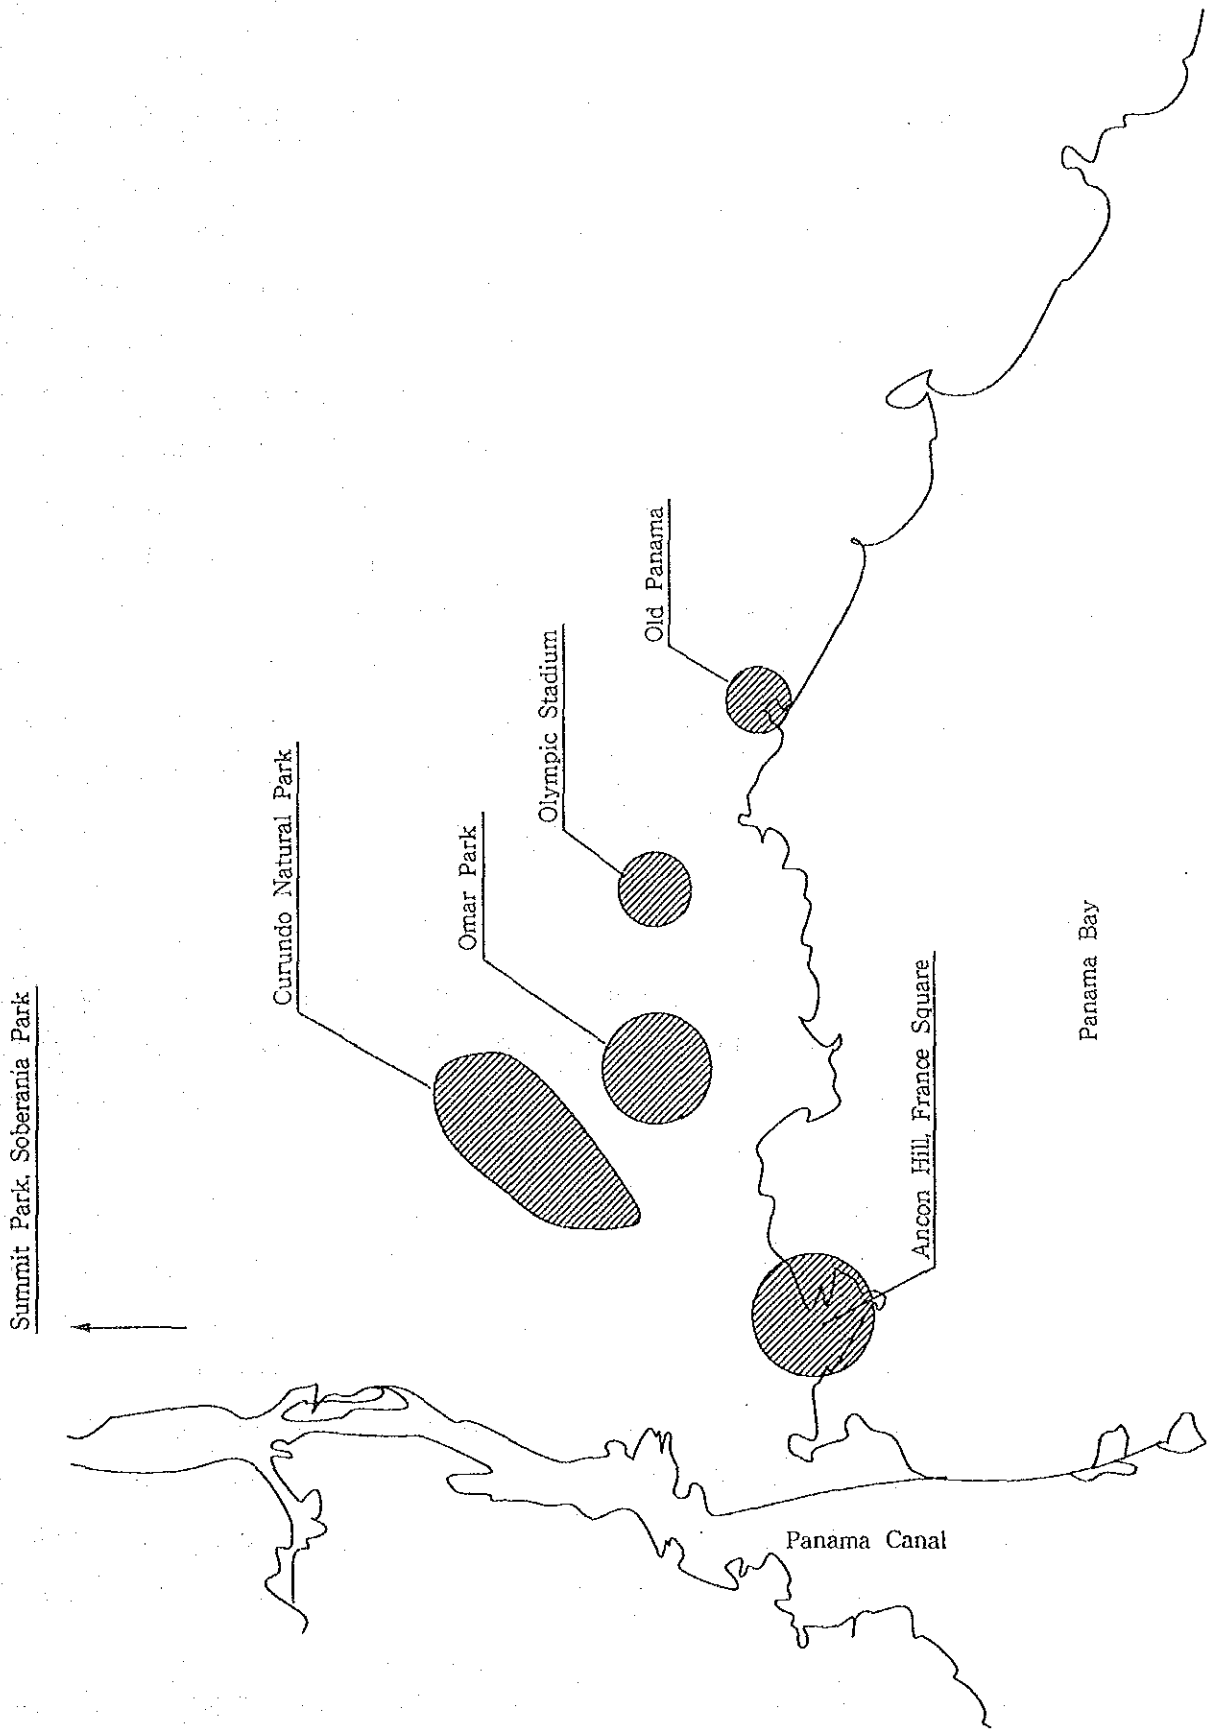 Summit Park, Soberania Park
Curundo Natural Park
Omar Park
Olympic Stadium
Old Panama
Ancon Hill, France Square
Panama Bay
Panama Canal